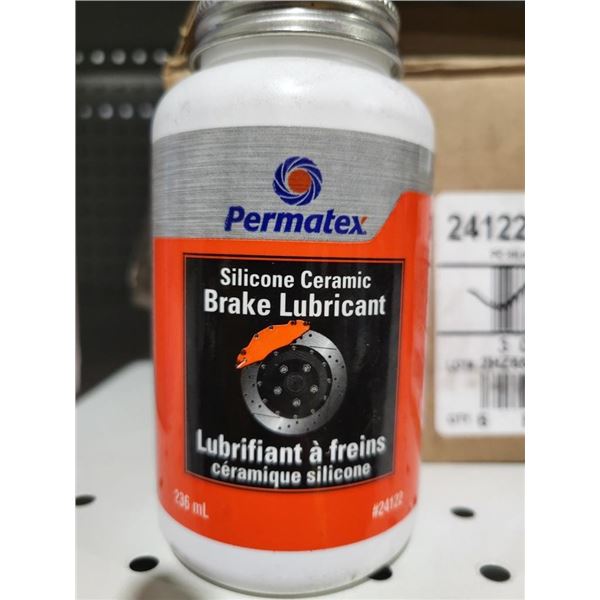 Permatex
Silicone Ceramic
Brake Lubricant
Lubrifiant à freins
céramique silicone
236 mL
#24122
24122